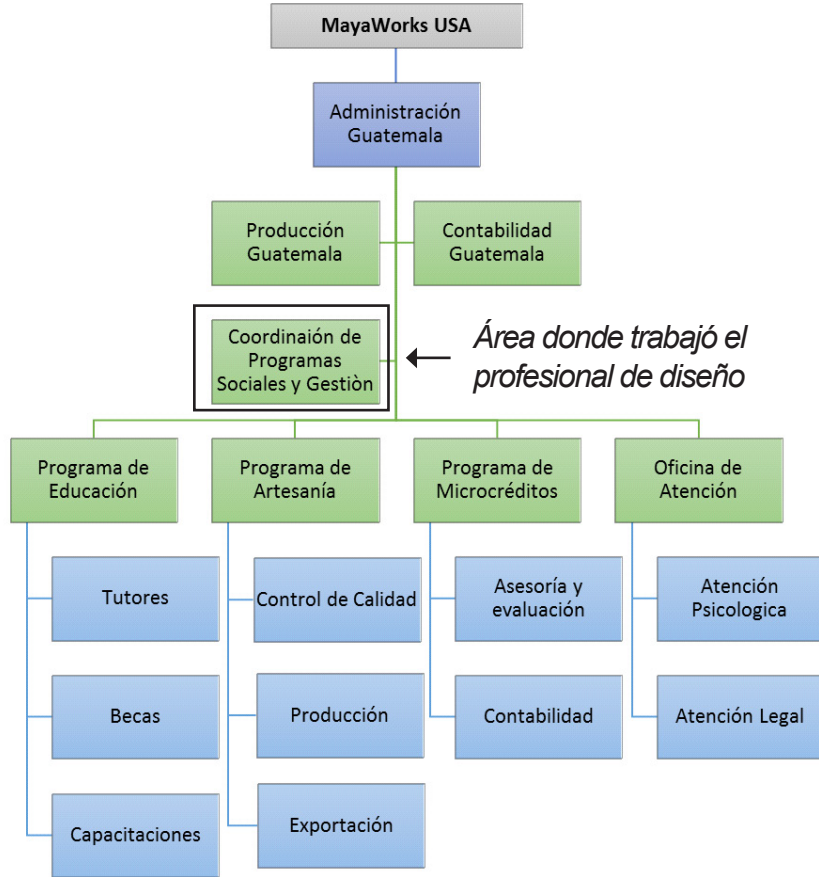 MayaWorks USA
Administración
Guatemala
Producción
Guatemala
Contabilidad
Guatemala
Coordinaión de
Programas
Sociales y Gestiòn
Área donde trabajó el
profesional de diseño
Programa de
Educación
Programa de
Artesanía
Programa de
Microcréditos
Oficina de
Atención
Tutores
Control de Calidad
Asesoría y
evaluación
Atención
Psicologica
Becas
Producción
Contabilidad
Atención Legal
Capacitaciones
Exportación